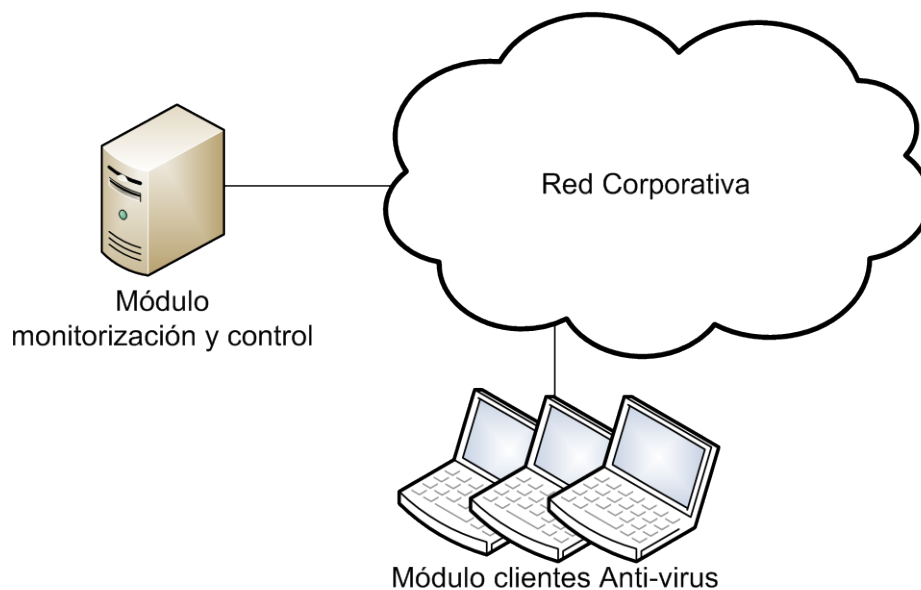 Red Corporativa
Módulo
monitorización y control
Módulo clientes Anti-virus